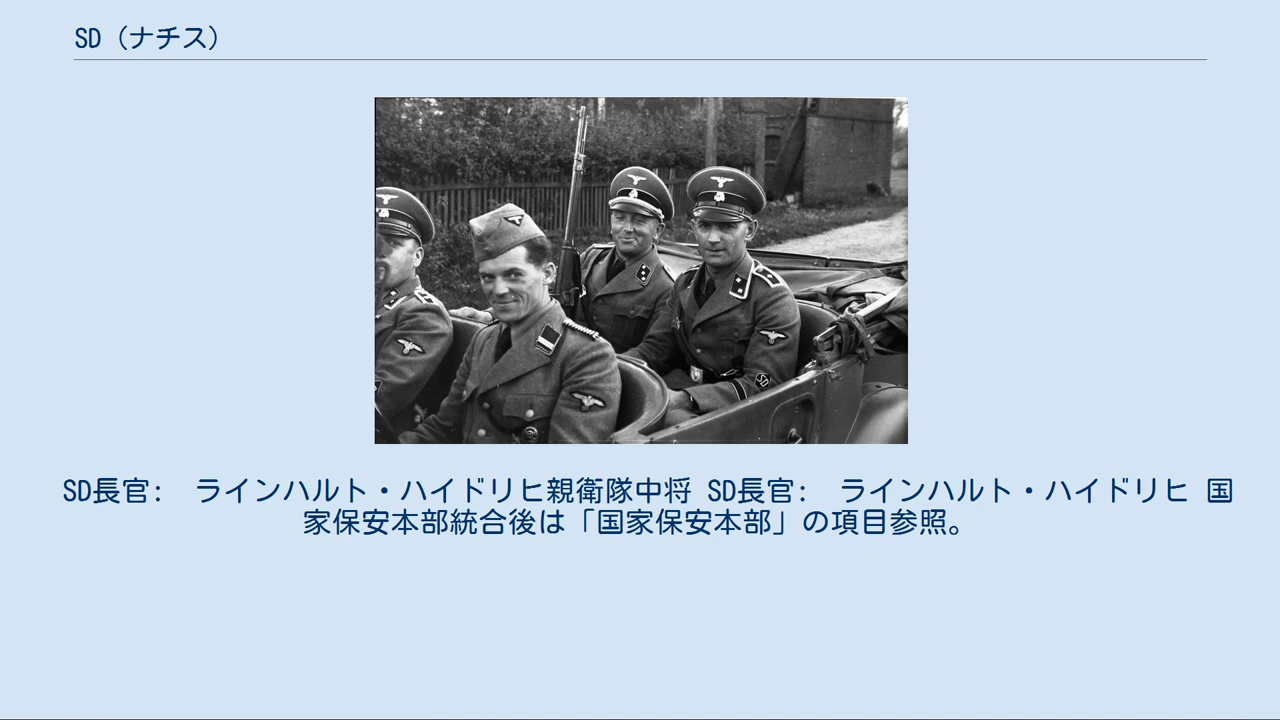 SD（ナチス）
SD
SD長官:　ラインハルト・ハイドリヒ親衛隊中将 SD長官:　ラインハルト・ハイドリヒ 国
家保安本部統合後は「国家保安本部」の項目参照。